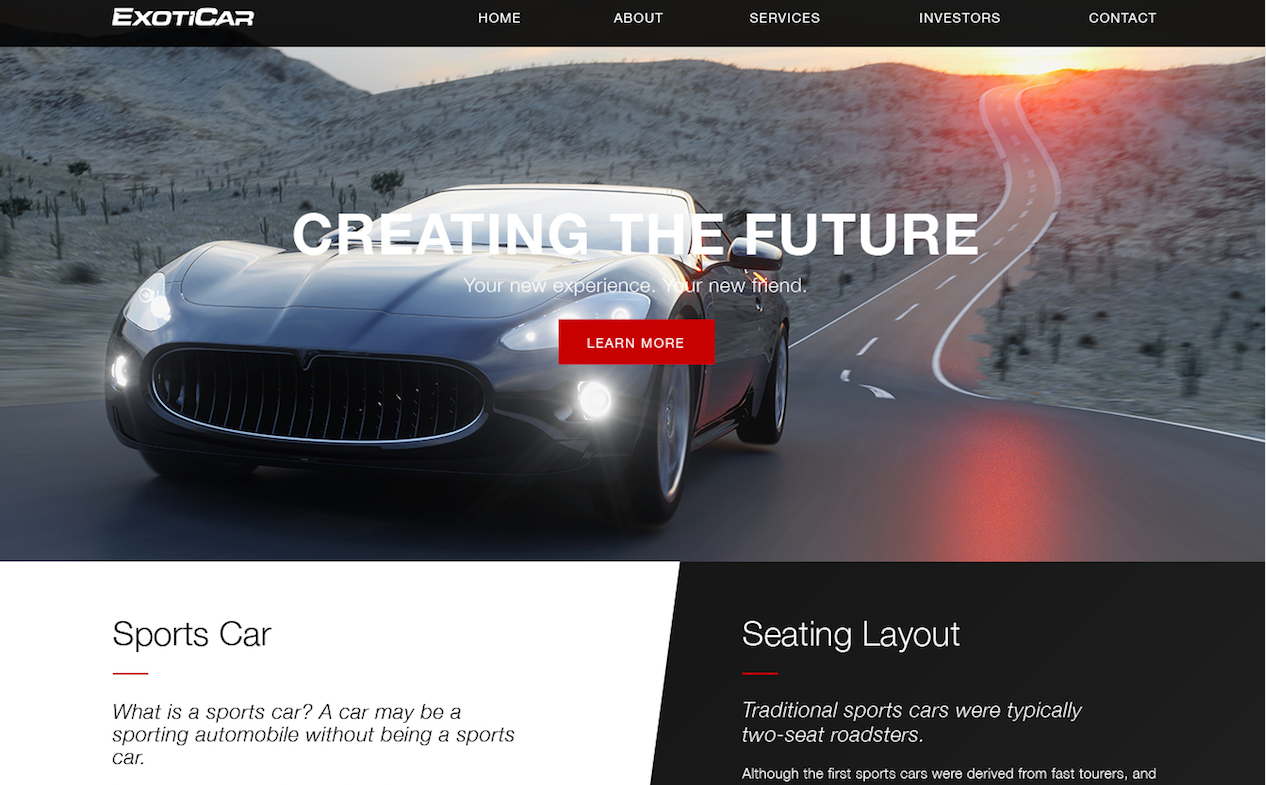 EXOTICAR
HOME
ABOUT
SERVICES
INVESTORS
CONTACT
CREATING THE FUTURE
Your new experience. Your new friend.
LEARN MORE
Sports Car
What is a sports car? A car may be a
sporting automobile without being a sports
car.
Seating Layout
Traditional sports cars were typically
two-seat roadsters.
Although the first sports cars were derived from fast tourers, and